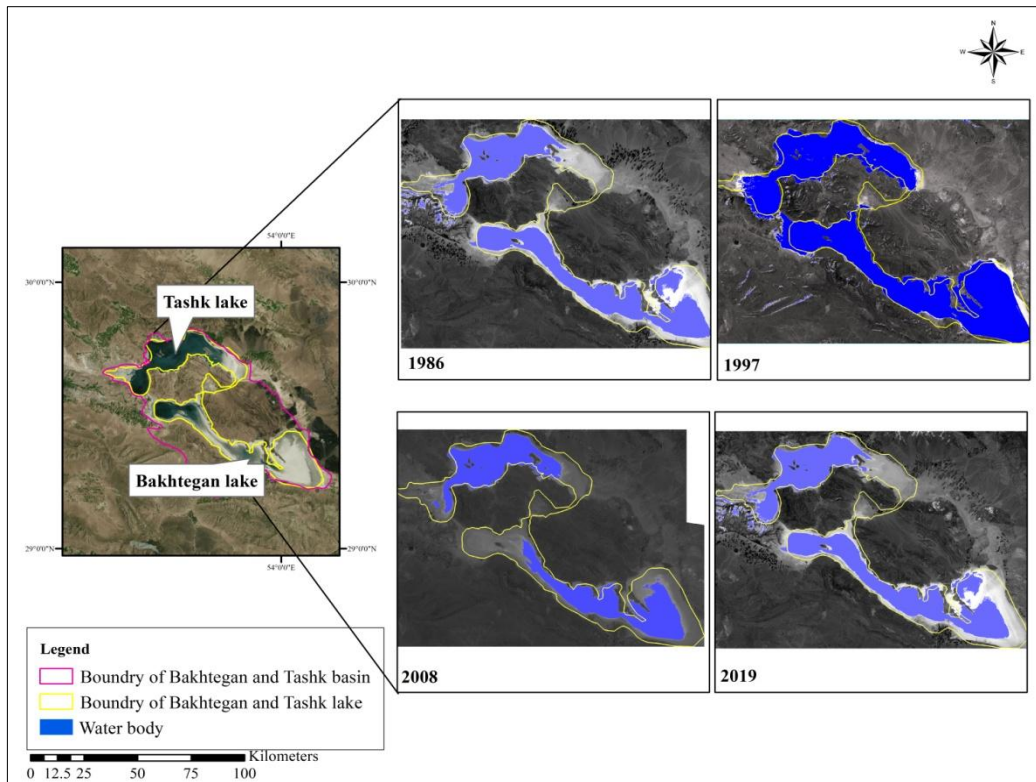 N
W E
S
1986
1997
54°0'0"E
30°0'0"N
30°0'0"N
Tashk lake
Bakhtegan lake
29°0'0"N
29°0'0"N
54°0'0"E
2008
2019
Legend
Boundry of Bakhtegan and Tashk basin
Boundry of Bakhtegan and Tashk lake
Water body
Kilometers
0 12.5 25 50 75 100